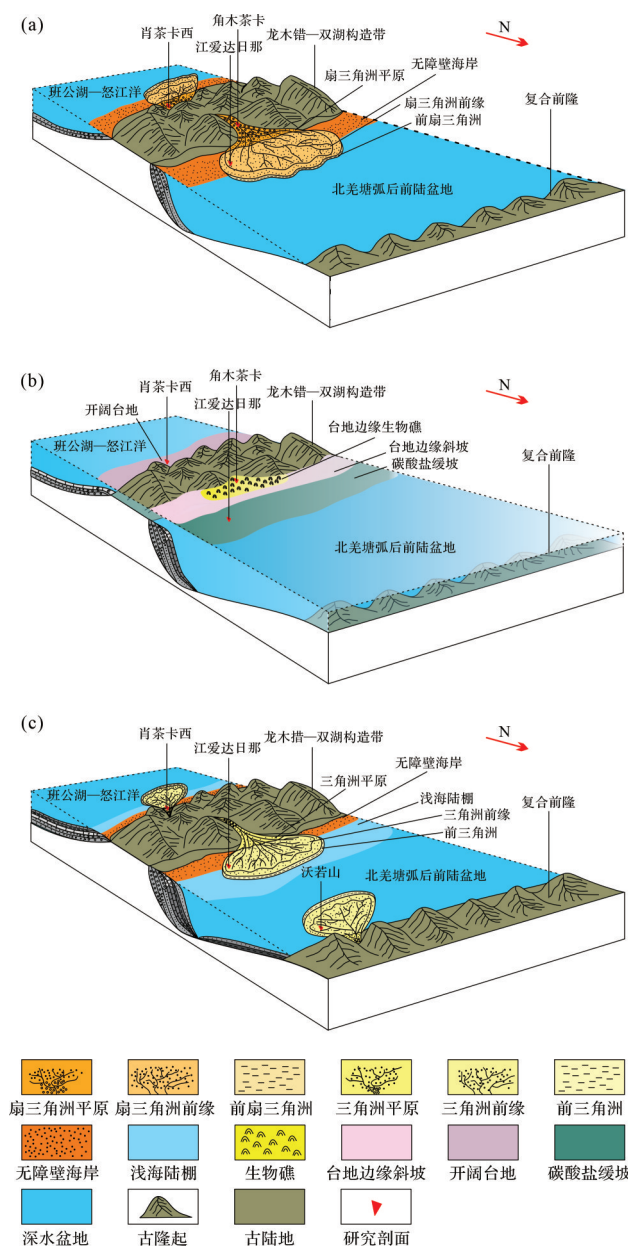 (a)
角木茶卡
肖茶卡西
江爱达日那
龙木错—双湖构造带
N
扇三角洲平原
班公湖—怒江洋
无障壁海岸
扇三角洲前缘
前扇三角洲
复合前隆
北羌塘弧后前陆盆地
(b)
角木茶卡
肖茶卡西
江爱达日那
龙木错—双湖构造带
N
开阔台地
台地边缘生物礁
班公湖—怒江洋
台地边缘斜坡
碳酸盐缓坡
复合前隆
北羌塘弧后前陆盆地
(c)
肖茶卡西
江爱达日那
龙木措—双湖构造带
N
无障壁海岸
三角洲平原
班公湖—怒江洋
浅海陆棚
三角洲前缘
前三角洲
复合前隆
沃若山
北羌塘弧后前陆盆地
扇三角洲平原 扇三角洲前缘 前扇三角洲 三角洲平原 三角洲前缘 前三角洲
无障壁海岸 浅海陆棚 生物礁 台地边缘斜坡 开阔台地 碳酸盐缓坡
深水盆地 古隆起 古陆地 研究剖面